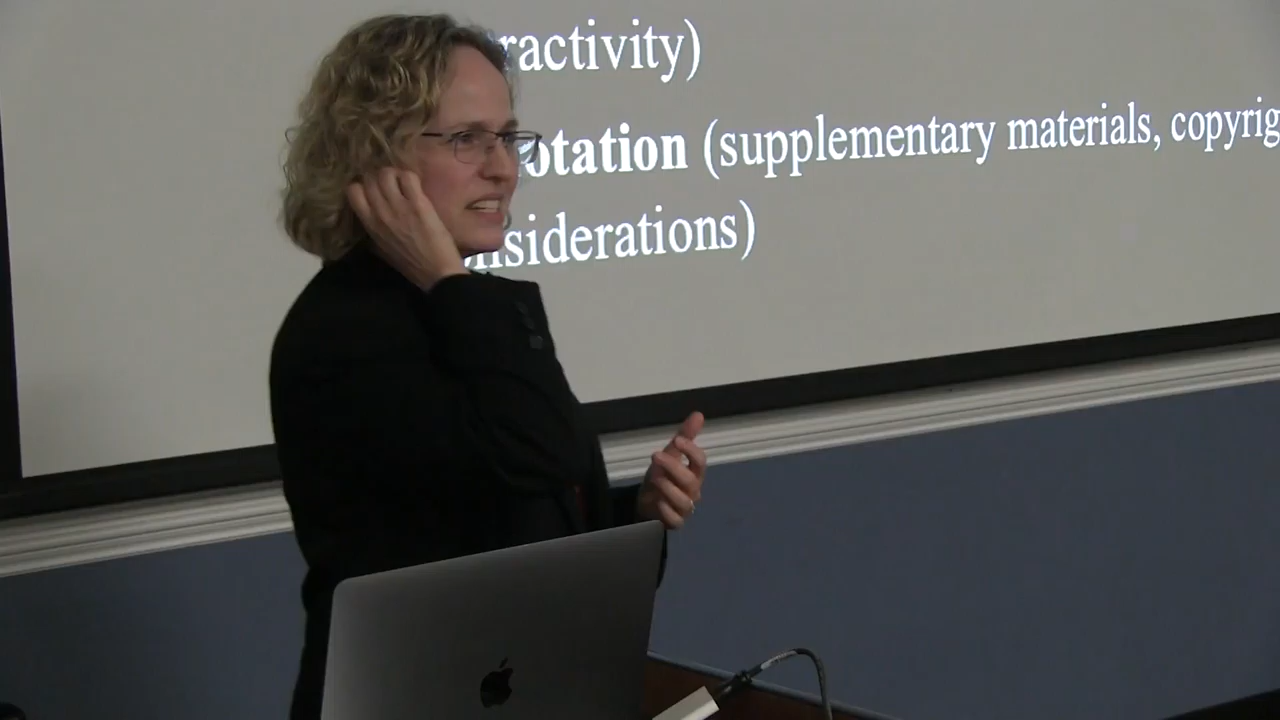 ractivity)
otation (supplementary materials, copyrig
nsiderations)